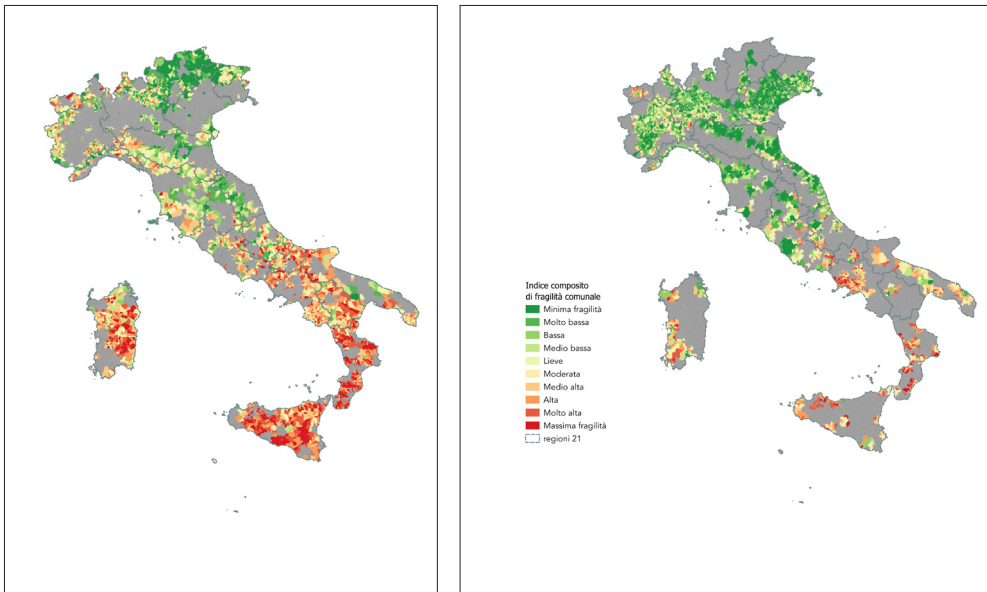 Indice composito
di fragilità comunale
Minima fragilità
Molto bassa
Bassa
Medio bassa
Lieve
Moderata
Medio alta
Alta
Molto alta
Massima fragilità
regioni 21